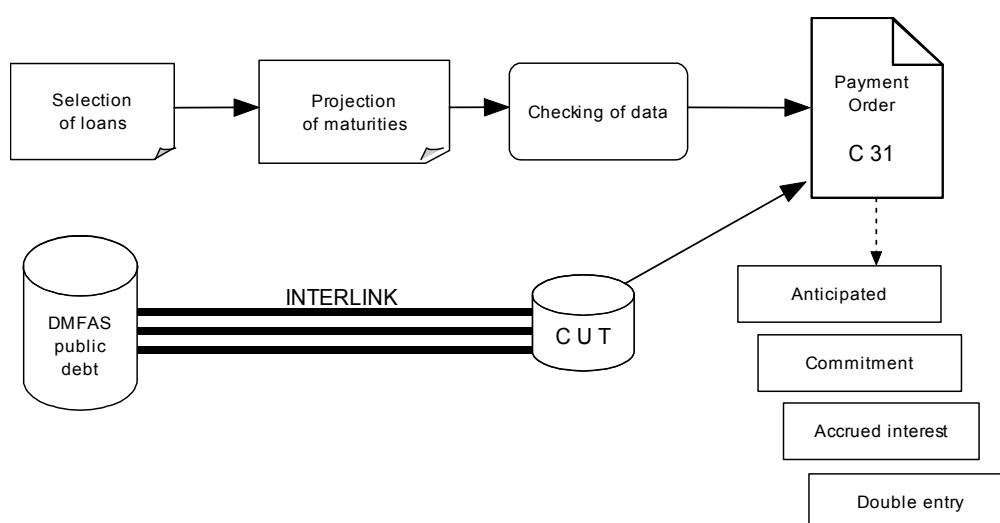 Selection
of loans
Projection
of maturities
Checking of data
Payment
Order
C 31
DMFAS
public
debt
INTERLINK
C U T
Anticipated
Commitment
Accrued interest
Double entry